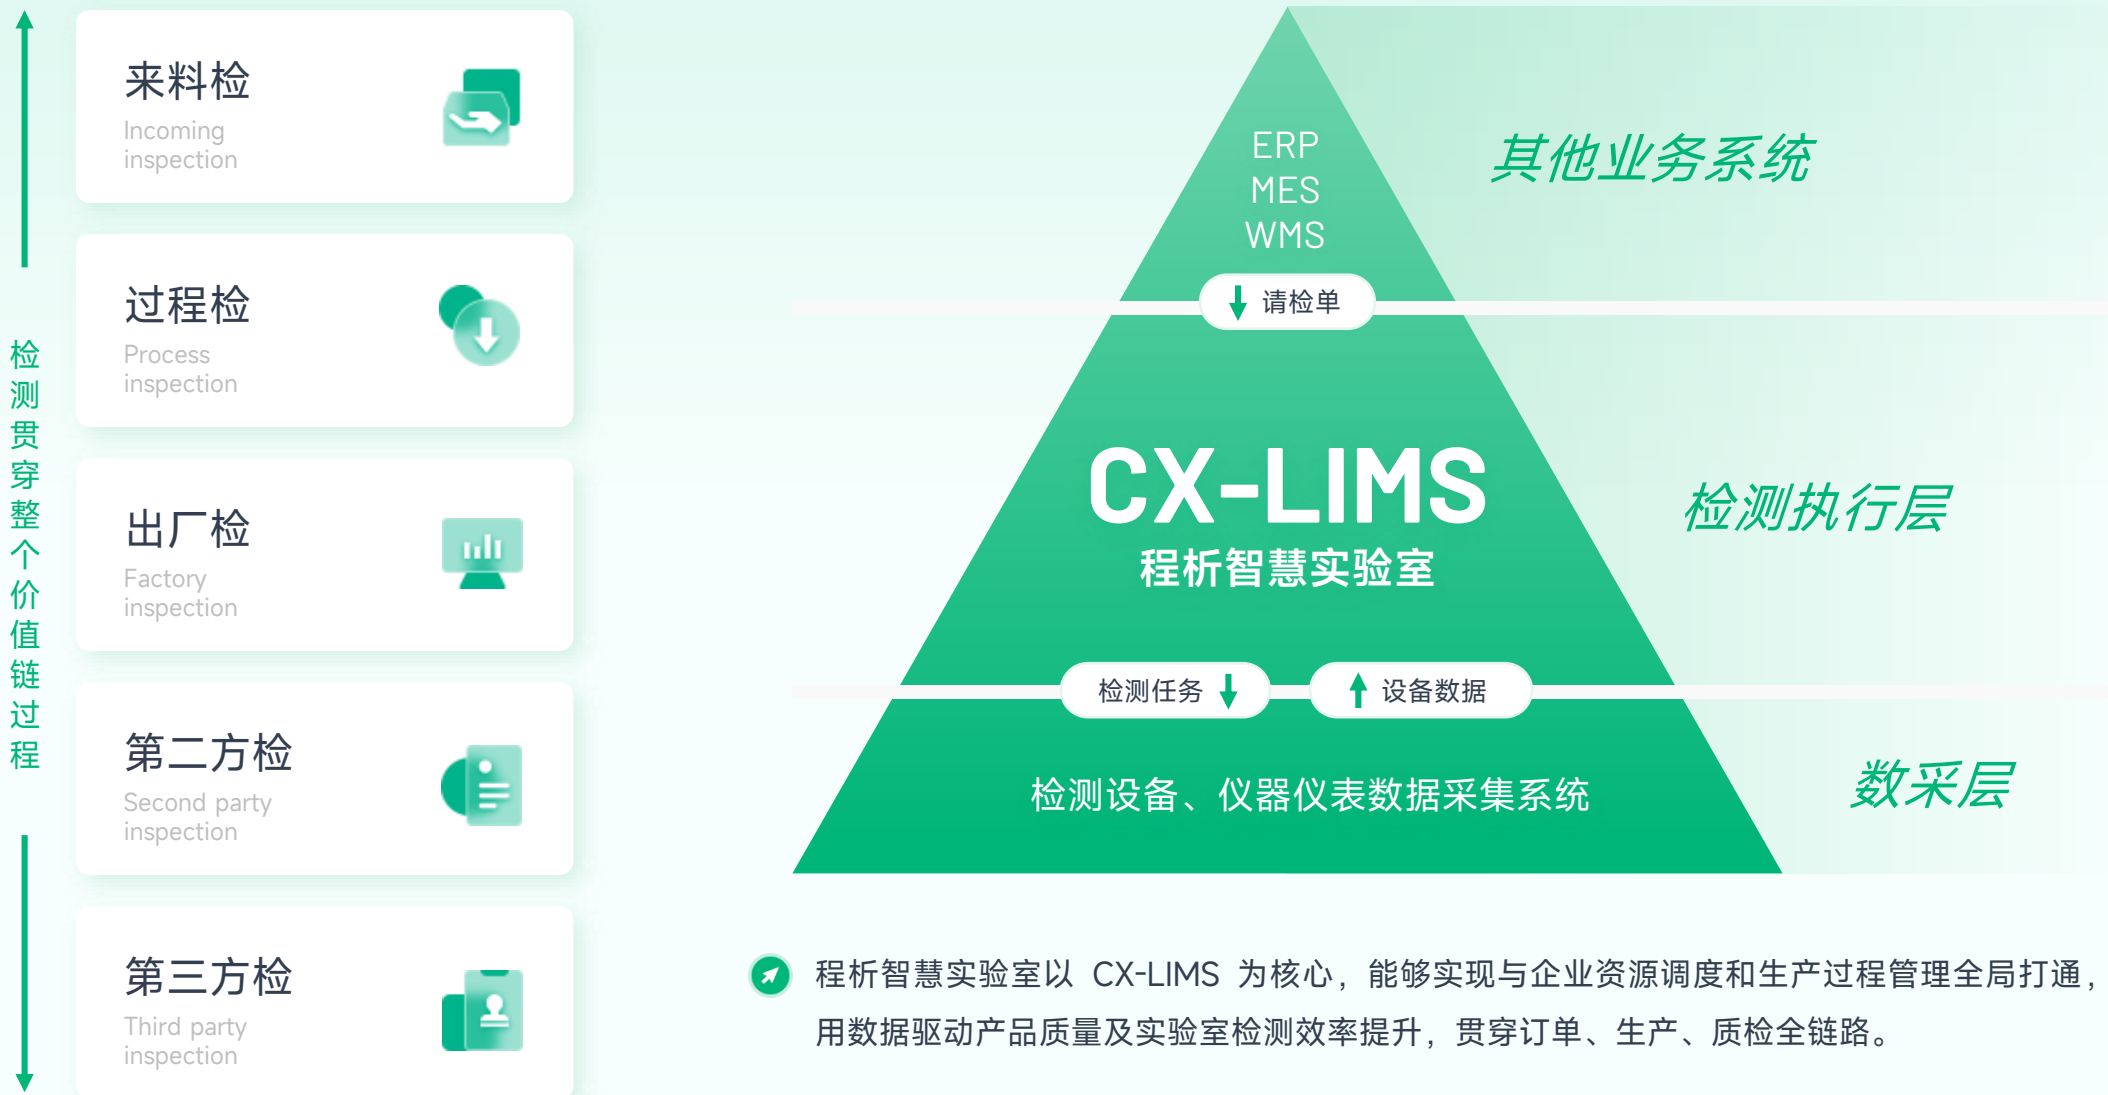 检测贯穿整个价值链过程
来料检
Incoming
inspection
过程检
Process
inspection
出厂检
Factory
inspection
第二方检
Second party
inspection
第三方检
Third party
inspection
ERP
MES
WMS
其他业务系统
请检单
CX-LIMS
程析智慧实验室
检测执行层
检测任务
设备数据
检测设备、仪器仪表数据采集系统
数采层
程析智慧实验室以 CX-LIMS 为核心，能够实现与企业资源调度和生产过程管理全局打通，
用数据驱动产品质量及实验室检测效率提升，贯穿订单、生产、质检全链路。